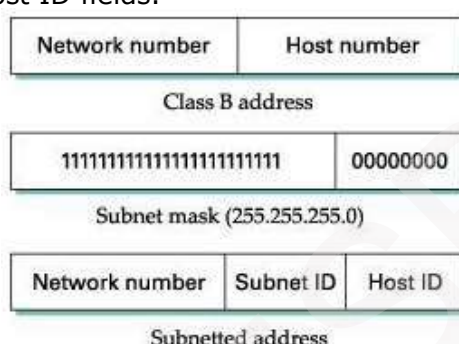 ost ID fields.
Network number Host number
Class B address
111111111111111111111111 00000000
Subnet mask (255.255.255.0)
Network number Subnet ID Host ID
Subnetted address